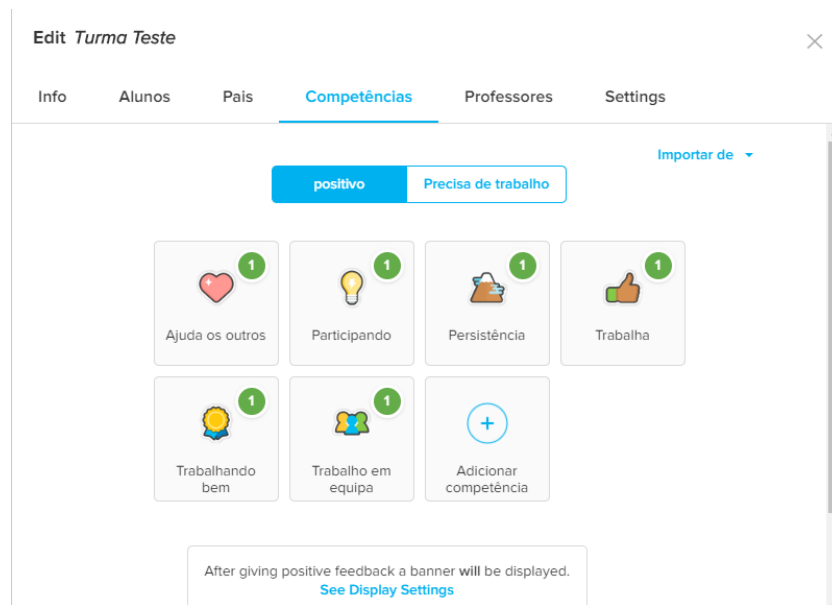 Edit Turma Teste
Info Alunos Pais Competências Professores Settings
Importar de
positivo Precisa de trabalho
1 1 1 1
Ajuda os outros Participando Persistência Trabalha
1 1
Trabalhando bem
Trabalho em equipa
Adicionar competência
After giving positive feedback a banner will be displayed.
See Display Settings